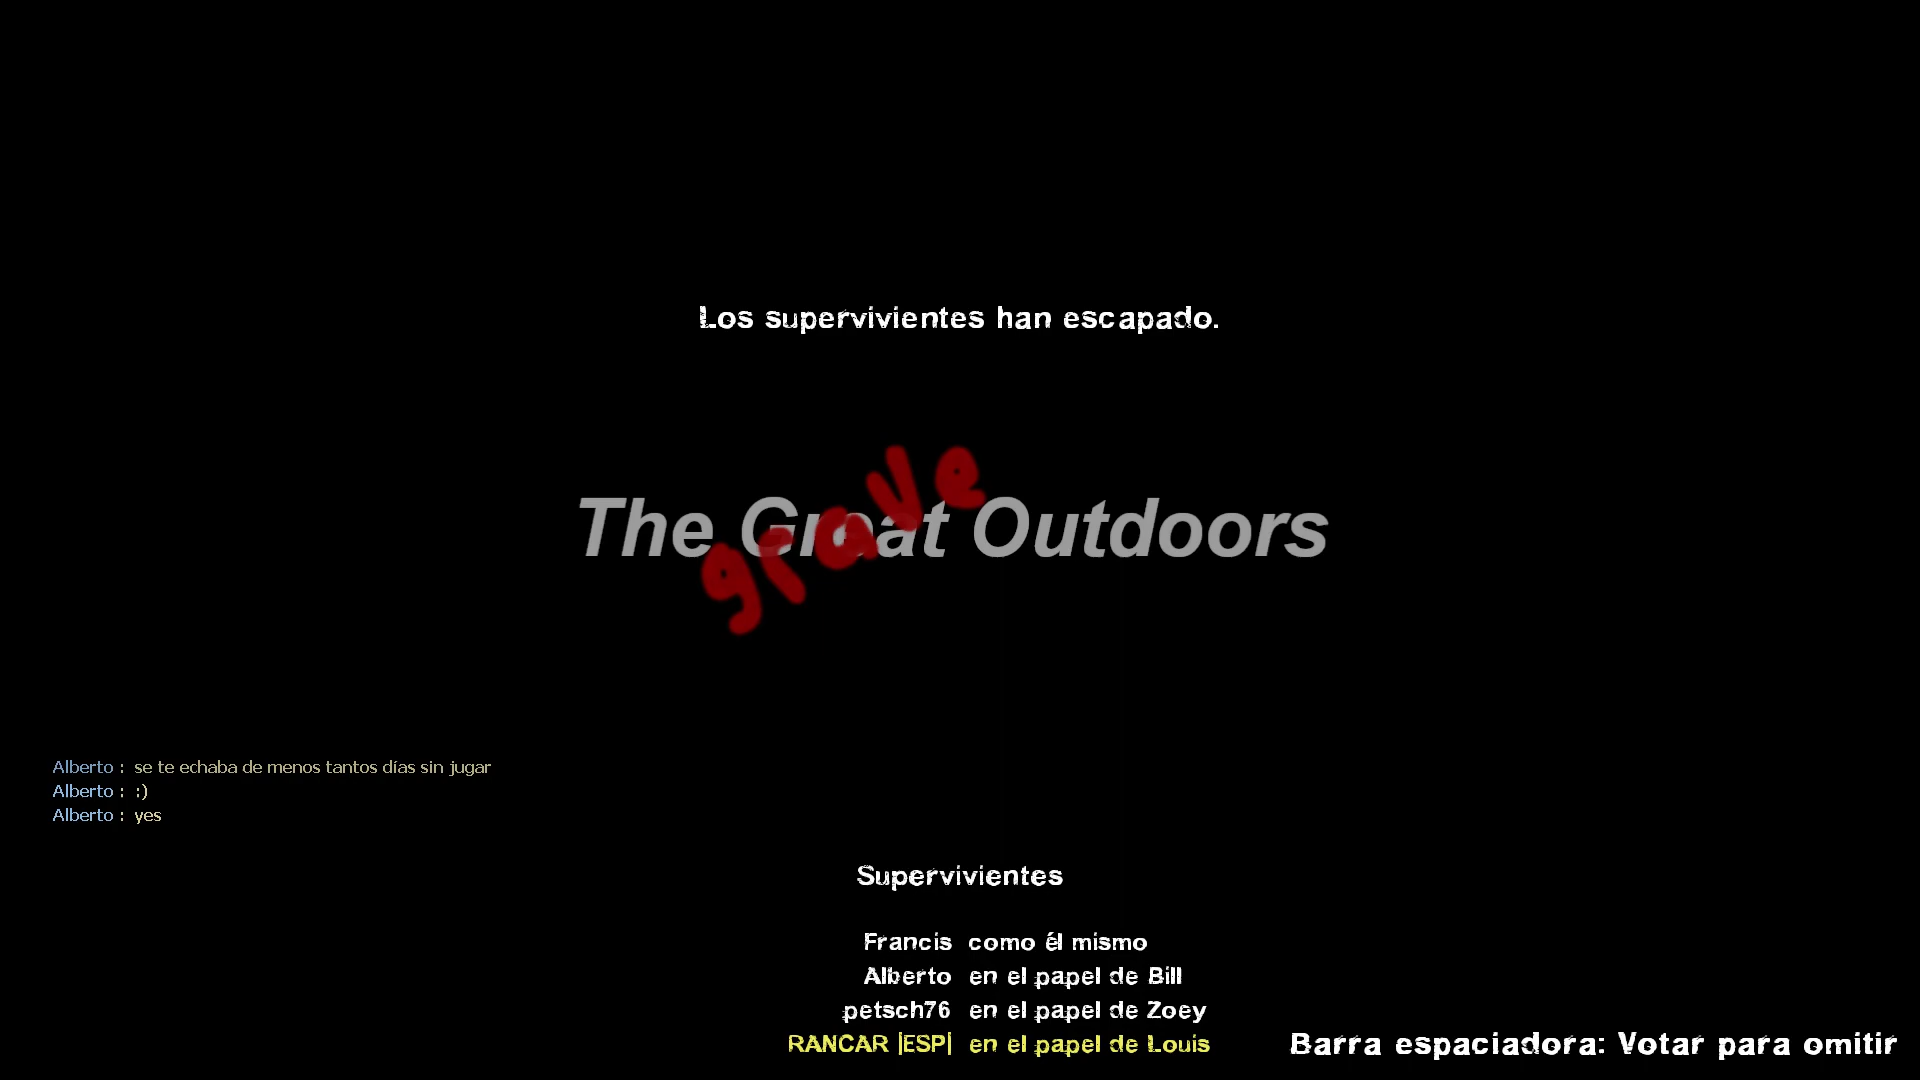 Los supervivientes han escapado.
The Great Outdoors
grave
Alberto : se te echaba de menos tantos días sin jugar
Alberto : :)
Alberto : yes
Supervivientes
Francis como él mismo
Alberto en el papel de Bill
petsch76 en el papel de Zoey
RANCAR |ESP| en el papel de Louis
Barra espaciadora: Votar para omitir